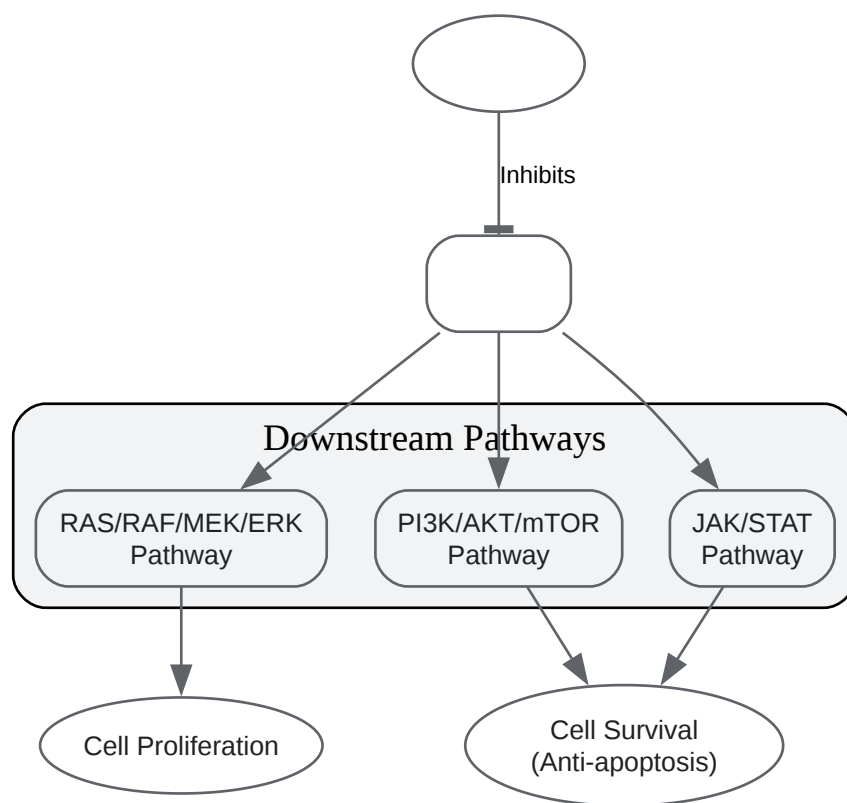 Inhibits
Downstream Pathways
RAS/RAF/MEK/ERK
Pathway
PI3K/AKT/mTOR
Pathway
JAK/STAT
Pathway
Cell Proliferation
Cell Survival
(Anti-apoptosis)